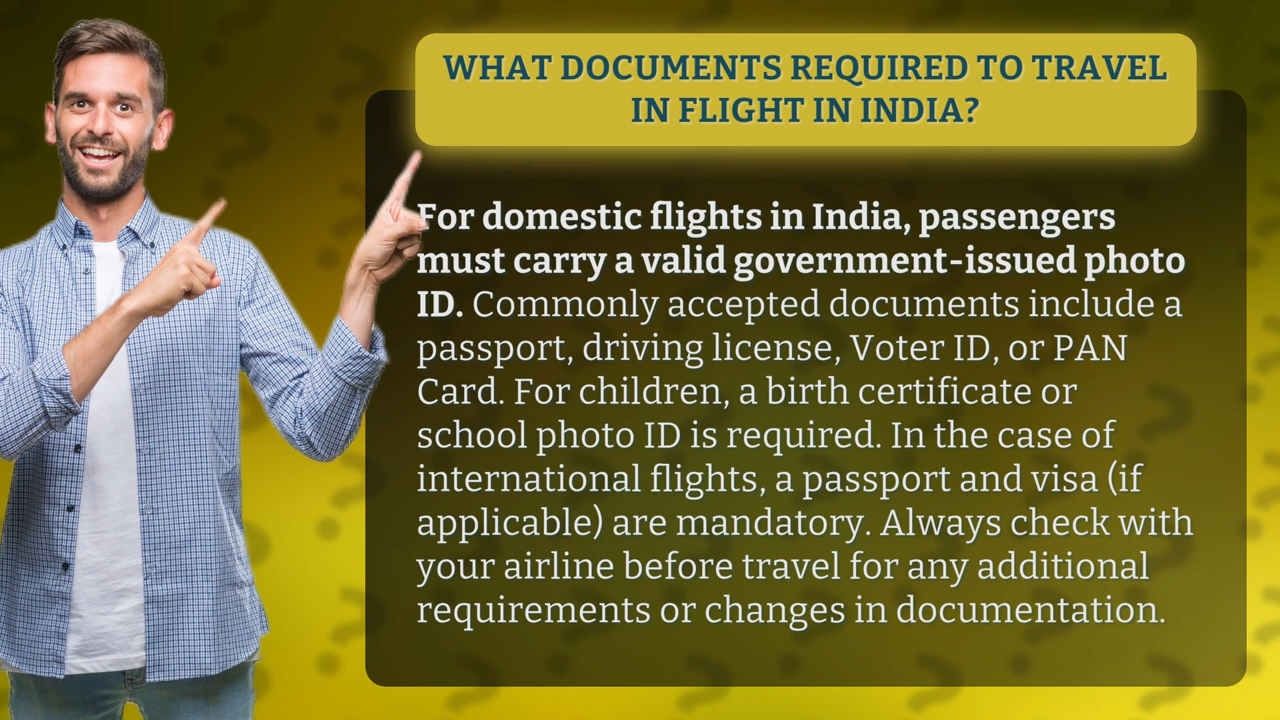 WHAT DOCUMENTS REQUIRED TO TRAVEL
IN FLIGHT IN INDIA?
For domestic flights in India, passengers
must carry a valid government-issued photo
ID. Commonly accepted documents include a
passport, driving license, Voter ID, or PAN
Card. For children, a birth certificate or
school photo ID is required. In the case of
international flights, a passport and visa (if
applicable) are mandatory. Always check with
your airline before travel for any additional
requirements or changes in documentation.